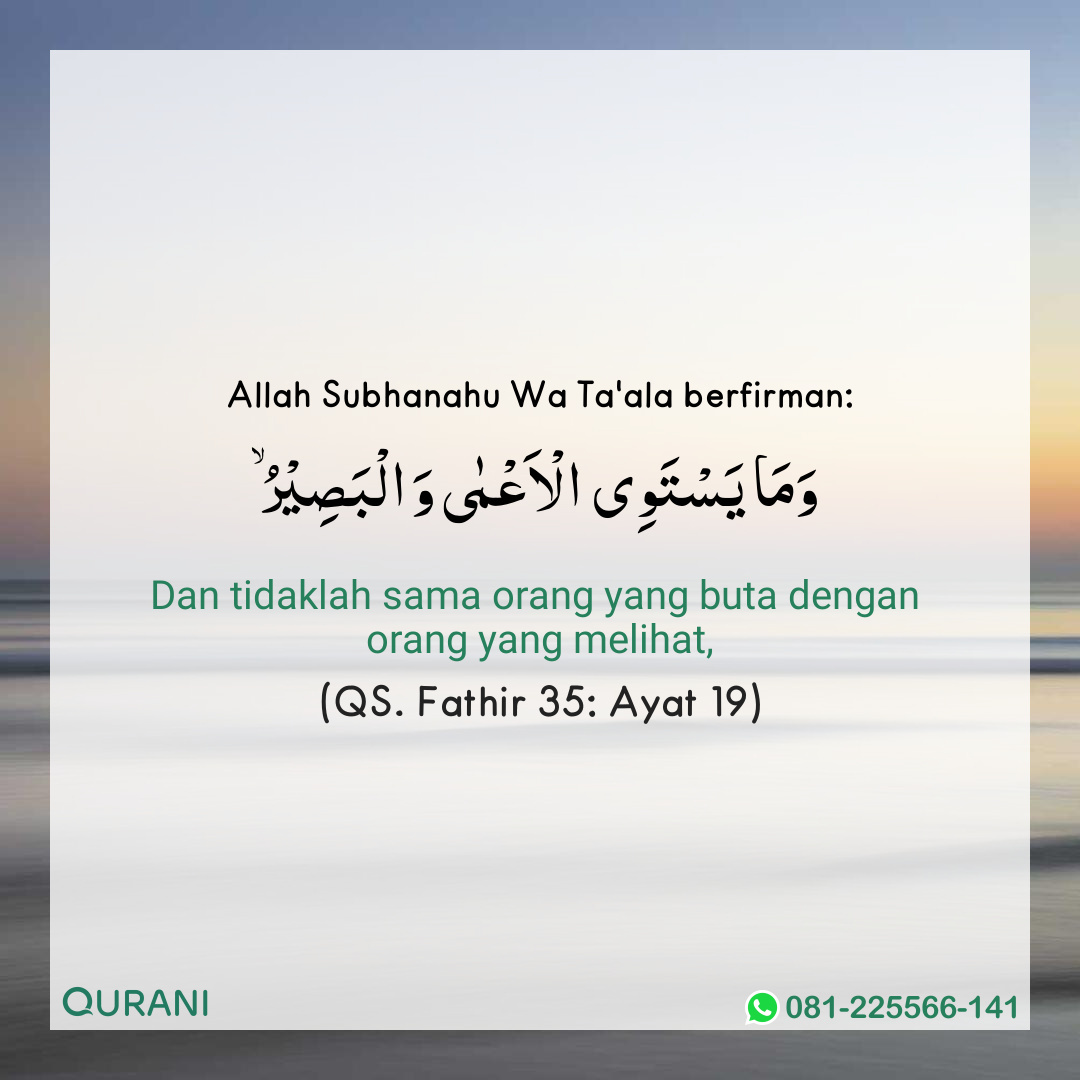 Allah Subhanahu Wa Ta'ala berfirman:
وَمَا يَسْتَوِى الْاَعْمٰى وَالْبَصِيْرُ ۙ
Dan tidaklah sama orang yang buta dengan
orang yang melihat,
(QS. Fathir 35: Ayat 19)
QURANI
081-225566-141